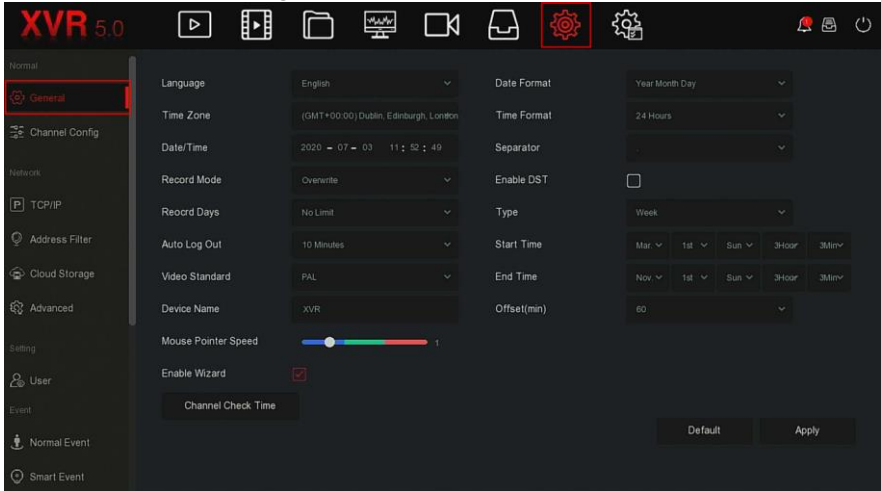 XVR 5.0
Normal
General
Channel Config
Network
TCP/IP
Address Filter
Cloud Storage
Advanced
Setting
User
Event
Normal Event
Smart Event
Language English
Time Zone (GMT+00:00) Dublin, Edinburgh, London
Date/Time 2020 - 07 - 03 11 : 52 : 49
Record Mode Overwrite
Reocrd Days No Limit
Auto Log Out 10 Minutes
Video Standard PAL
Device Name XVR
Mouse Pointer Speed 1
Enable Wizard
Channel Check Time
Date Format Year Month Day
Time Format 24 Hours
Separator .
Enable DST
Type Week
Start Time Mar. 1st Sun 3Hour 3Min
End Time Nov. 1st Sun 3Hour 3Min
Offset(min) 60
Default Apply